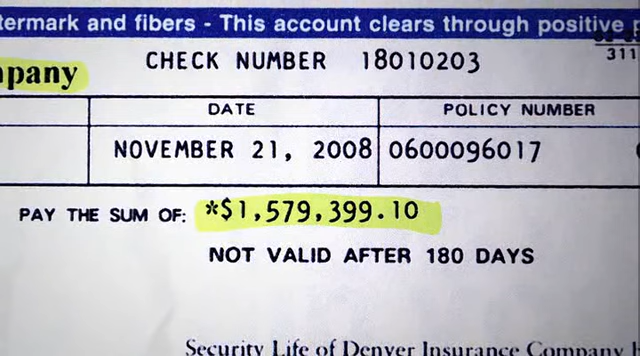 termark and fibers - This account clears through positive
311
mpany
CHECK NUMBER 18010203
DATE
POLICY NUMBER
NOVEMBER 21, 2008
0600096017
PAY THE SUM OF: *$1,579,399.10
NOT VALID AFTER 180 DAYS
Security Life of Denver Insurance Company